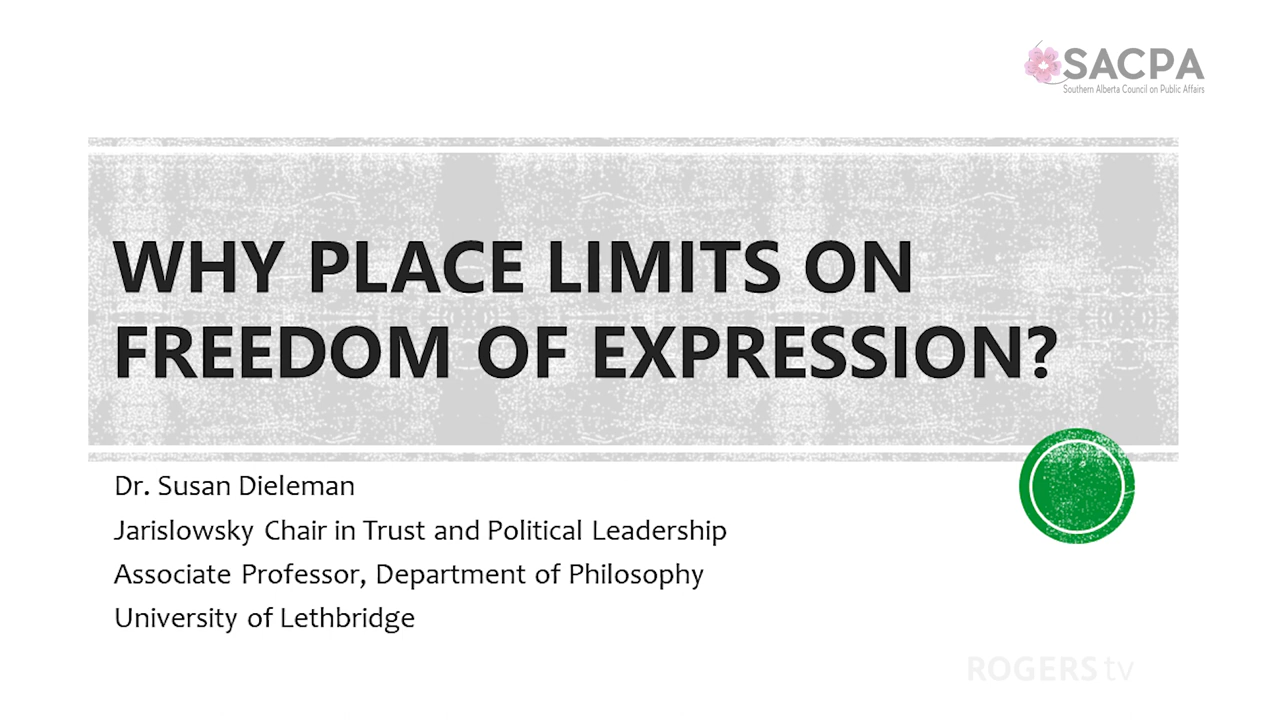 SACPA
Southern Alberta Council on Public Affairs
WHY PLACE LIMITS ON
FREEDOM OF EXPRESSION?
Dr. Susan Dieleman
Jarislowsky Chair in Trust and Political Leadership
Associate Professor, Department of Philosophy
University of Lethbridge
ROGERS tv